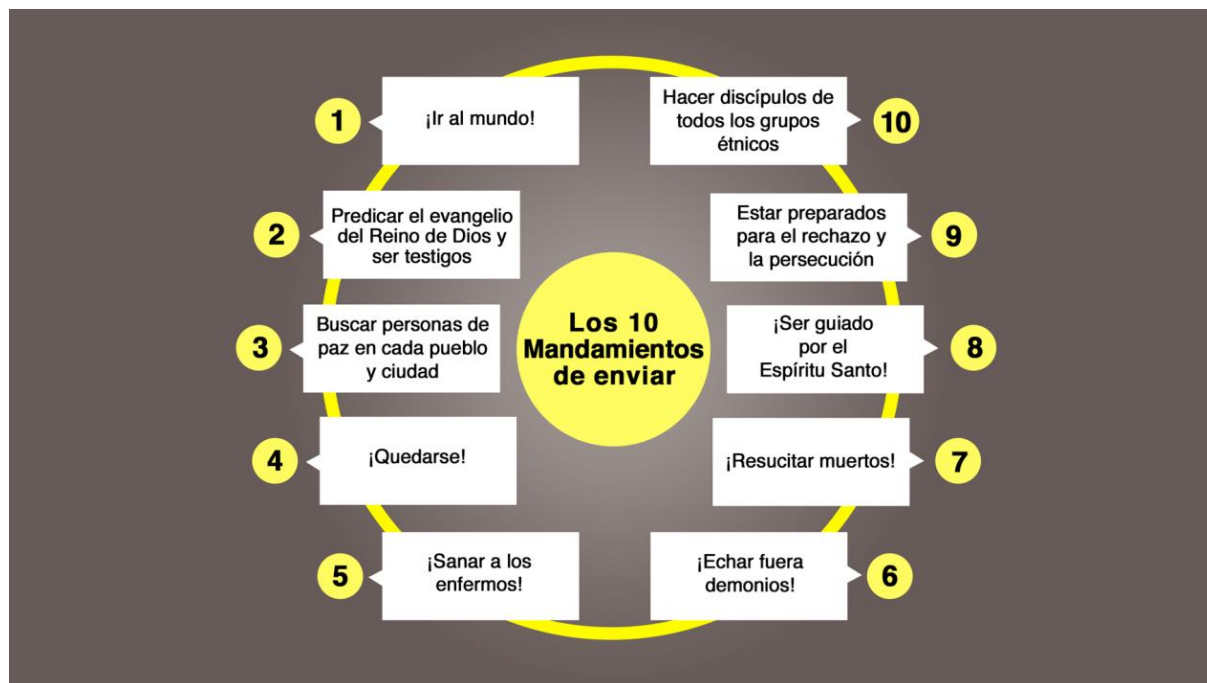 Los 10
Mandamientos
de enviar
1
¡Ir al mundo!
2
Predicar el evangelio
del Reino de Dios y
ser testigos
3
Buscar personas de
paz en cada pueblo
y ciudad
4
¡Quedarse!
5
¡Sanar a los
enfermos!
6
¡Echar fuera
demonios!
7
¡Resucitar muertos!
8
¡Ser guiado
por el
Espíritu Santo!
9
Estar preparados
para el rechazo y
la persecución
10
Hacer discípulos de
todos los grupos
étnicos